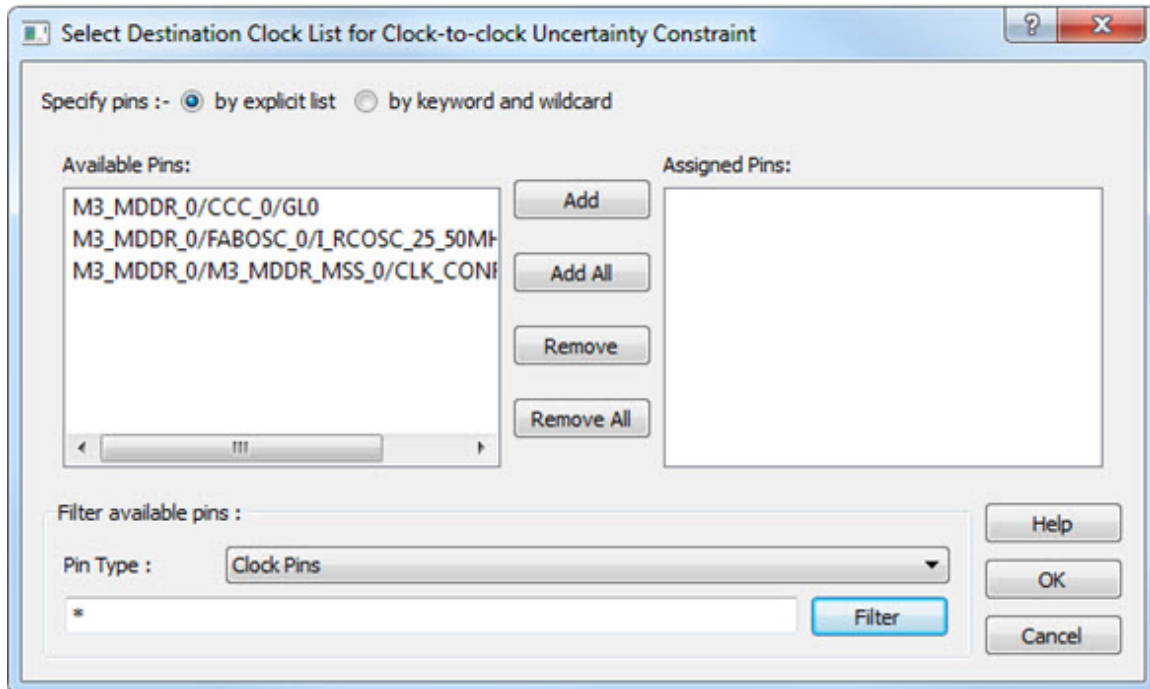 Select Destination Clock List for Clock-to-clock Uncertainty Constraint
Specify pins :- by explicit list by keyword and wildcard
Available Pins:
M3_MDDR_0/CCC_0/GL0
M3_MDDR_0/FABOSC_0/I_RCOSC_25_50MH
M3_MDDR_0/M3_MDDR_MSS_0/CLK_CONF
Add
Add All
Remove
Remove All
Assigned Pins:
Filter available pins :
Pin Type : Clock Pins
*
Filter
Help
OK
Cancel